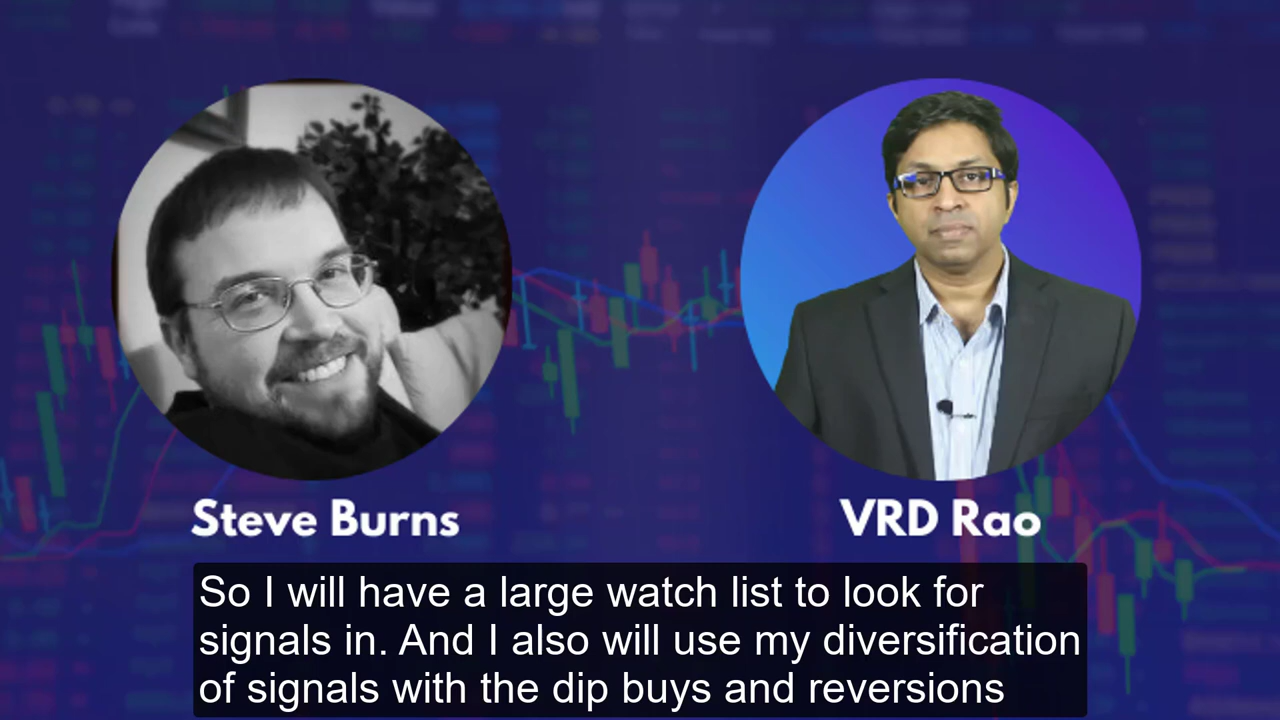 Steve Burns
VRD Rao
So I will have a large watch list to look for
signals in. And I also will use my diversification
of signals with the dip buys and reversions